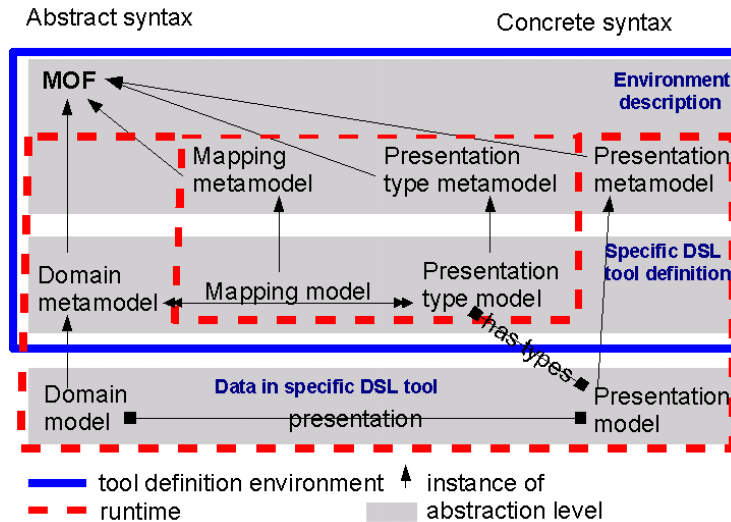 Abstract syntax
Concrete syntax
MOF
Environment
description
Mapping
metamodel
Presentation
type metamodel
Presentation
metamodel
Specific DSL
tool definition
Domain
metamodel
Mapping model
Presentation
type model
has types
Domain
model
Data in specific DSL tool
presentation
Presentation
model
tool definition environment
instance of
runtime
abstraction level